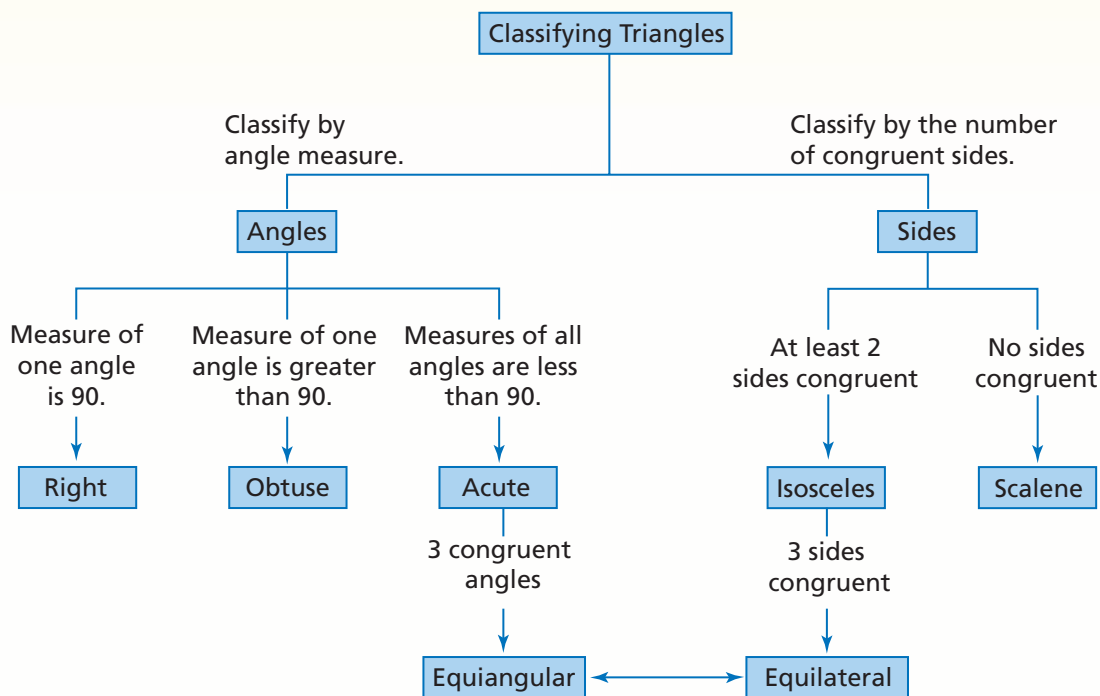 Classifying Triangles
Classify by
angle measure.
Classify by the number
of congruent sides.
Angles
Sides
Measure of
one angle
is 90.
Measure of one
angle is greater
than 90.
Measures of all
angles are less
than 90.
At least 2
sides congruent
No sides
congruent
Right
Obtuse
Acute
Isosceles
Scalene
3 congruent
angles
3 sides
congruent
Equiangular
Equilateral